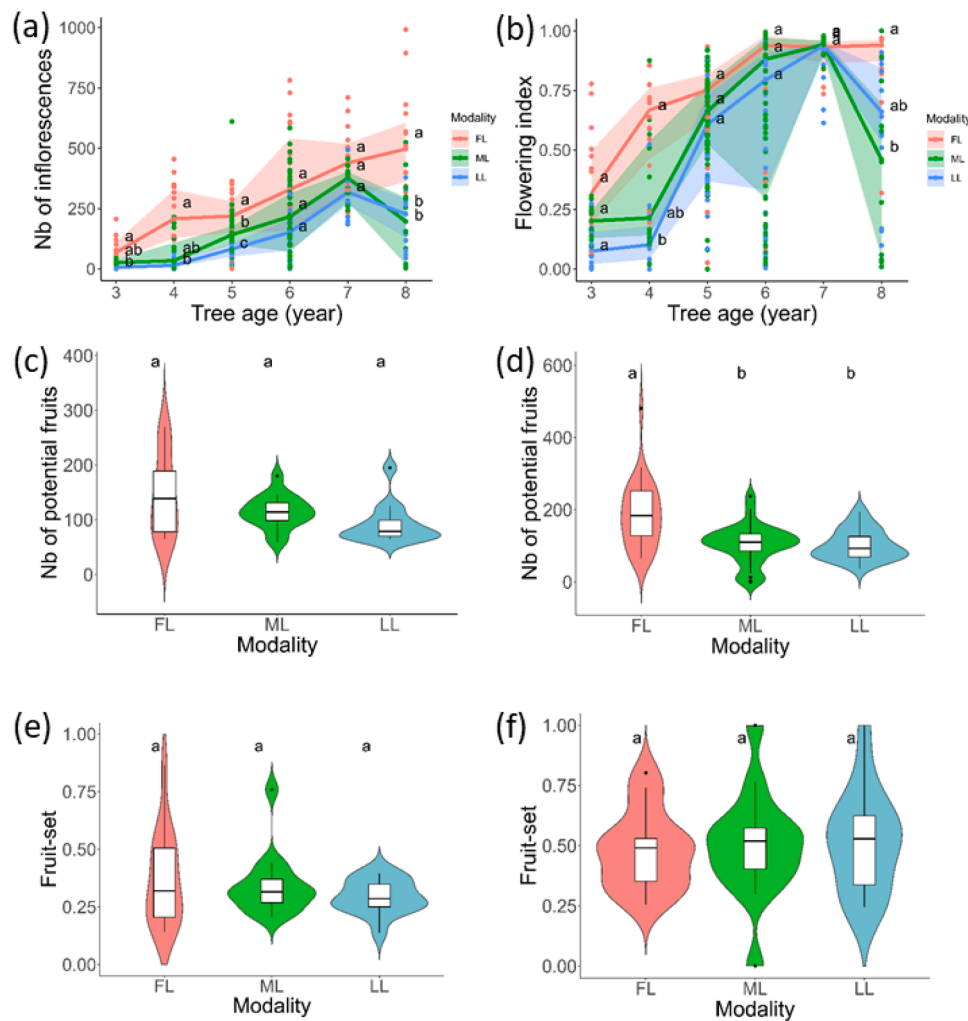 (a)
Nb of infiorescences
1000
750
500
250
0
3 4 5 6 7 8
Tree age (year)
Modality
FL
ML
LL
a
ab
b
a
ab
b
a
b
c
a
a
a
a
a
a
a
b
b
(b)
Flowering index
1.00
0.75
0.50
0.25
0.00
3 4 5 6 7 8
Tree age (year)
Modality
FL
ML
LL
a
a
a
a
ab
b
a
a
a
a
a
a
a
a
a
a
ab
b
(c)
Nb of potential fruits
400
300
200
100
0
a a a
FL ML LL
Modality
(d)
Nb of potential fruits
600
400
200
0
a b b
FL ML LL
Modality
(e)
Fruit-set
1.00
0.75
0.50
0.25
0.00
a a a
FL ML LL
Modality
(f)
Fruit-set
1.00
0.75
0.50
0.25
0.00
a a a
FL ML LL
Modality